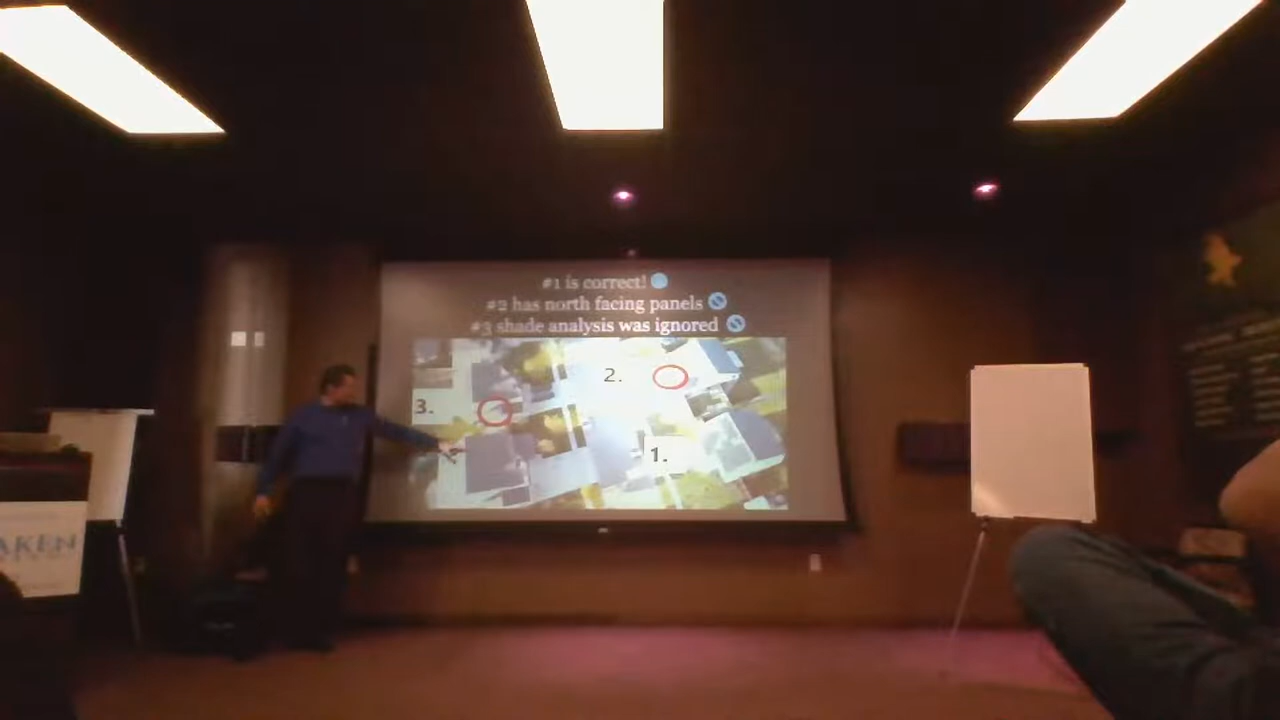 #1 is correct!
#2 has north facing panels
#3 shade analysis was ignored
2.
3.
1.
AKEN